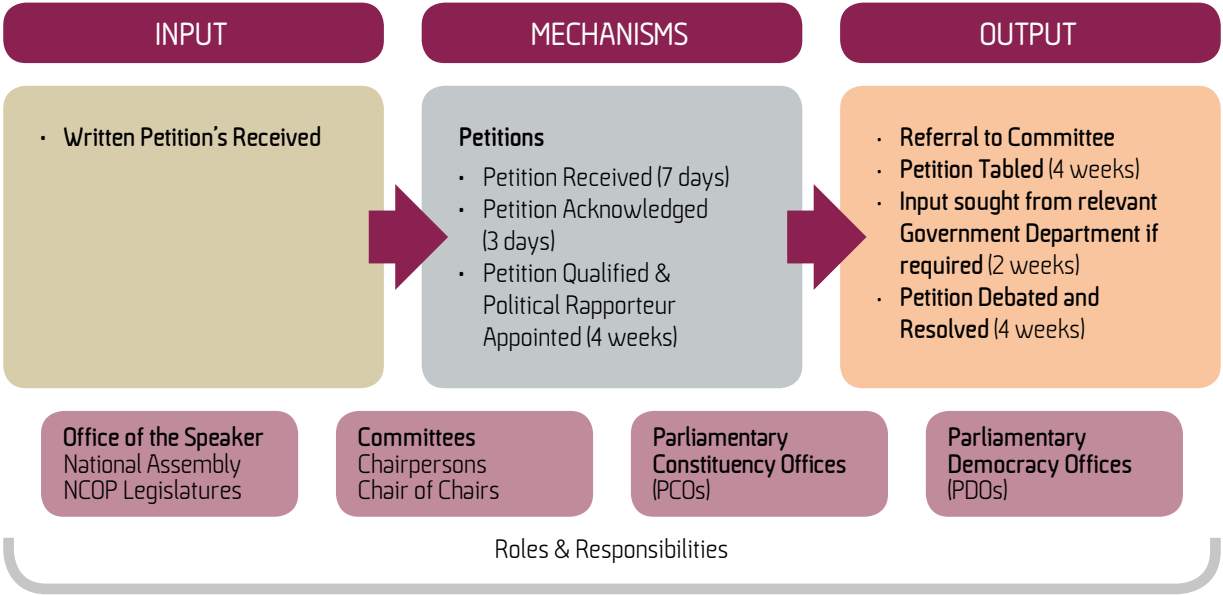 INPUT
MECHANISMS
OUTPUT
• Written Petition's Received
Petitions
• Petition Received (7 days)
• Petition Acknowledged
(3 days)
• Petition Qualified &
Political Rapporteur
Appointed (4 weeks)
• Referral to Committee
• Petition Tabled (4 weeks)
• Input sought from relevant
Government Department if
required (2 weeks)
• Petition Debated and
Resolved (4 weeks)
Office of the Speaker
National Assembly
NCOP Legislatures
Committees
Chairpersons
Chair of Chairs
Parliamentary
Constituency Offices
(PCOs)
Parliamentary
Democracy Offices
(PDOs)
Roles & Responsibilities